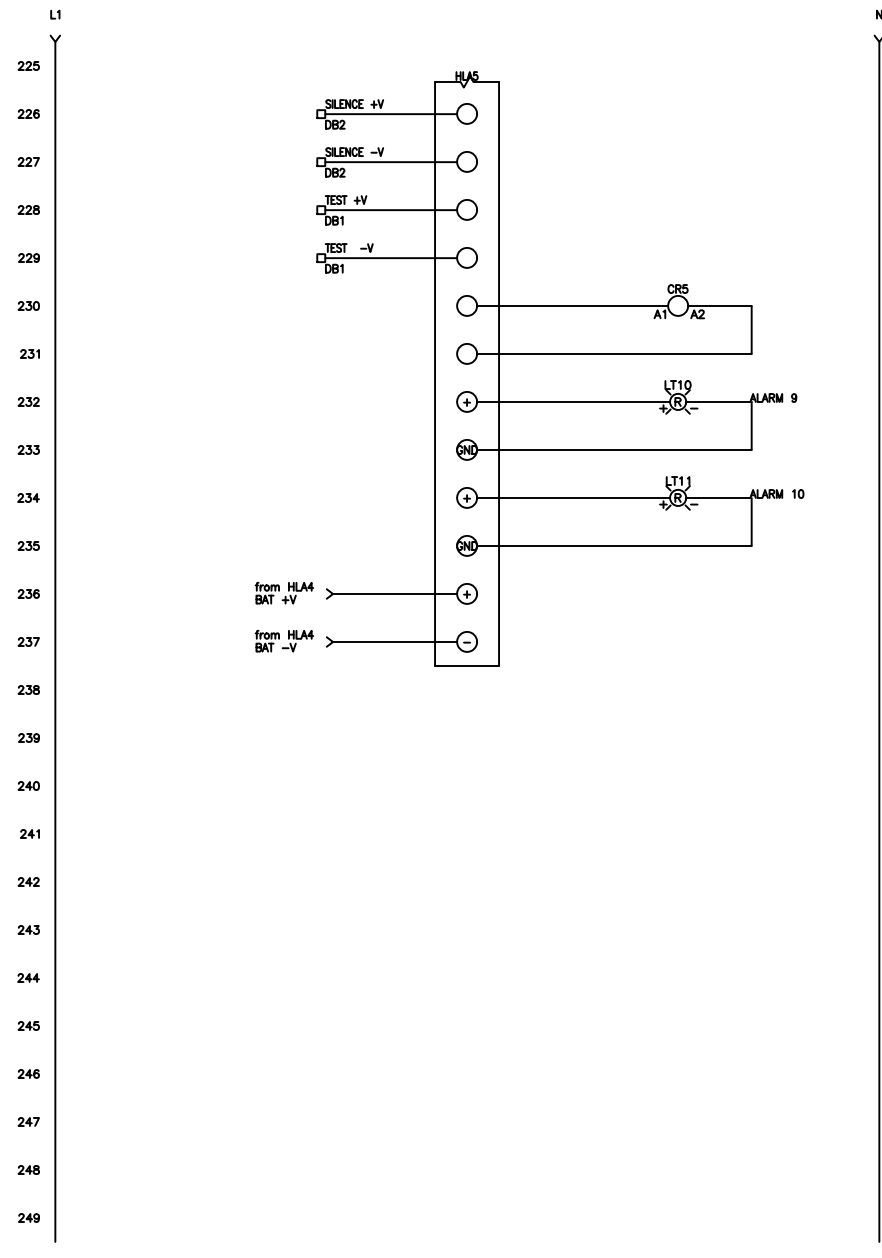 L1 N
225
HLA5
226 SILENCE +V
DB2
227 SILENCE −V
DB2
228 TEST +V
DB1
229 TEST −V
DB1
230 CR5
A1 A2
231
232 + LT10
+ R − ALARM 9
233 GND
234 + LT11
+ R − ALARM 10
235 GND
236 from HLA4 +
BAT +V
237 from HLA4 −
BAT −V
238
239
240
241
242
243
244
245
246
247
248
249